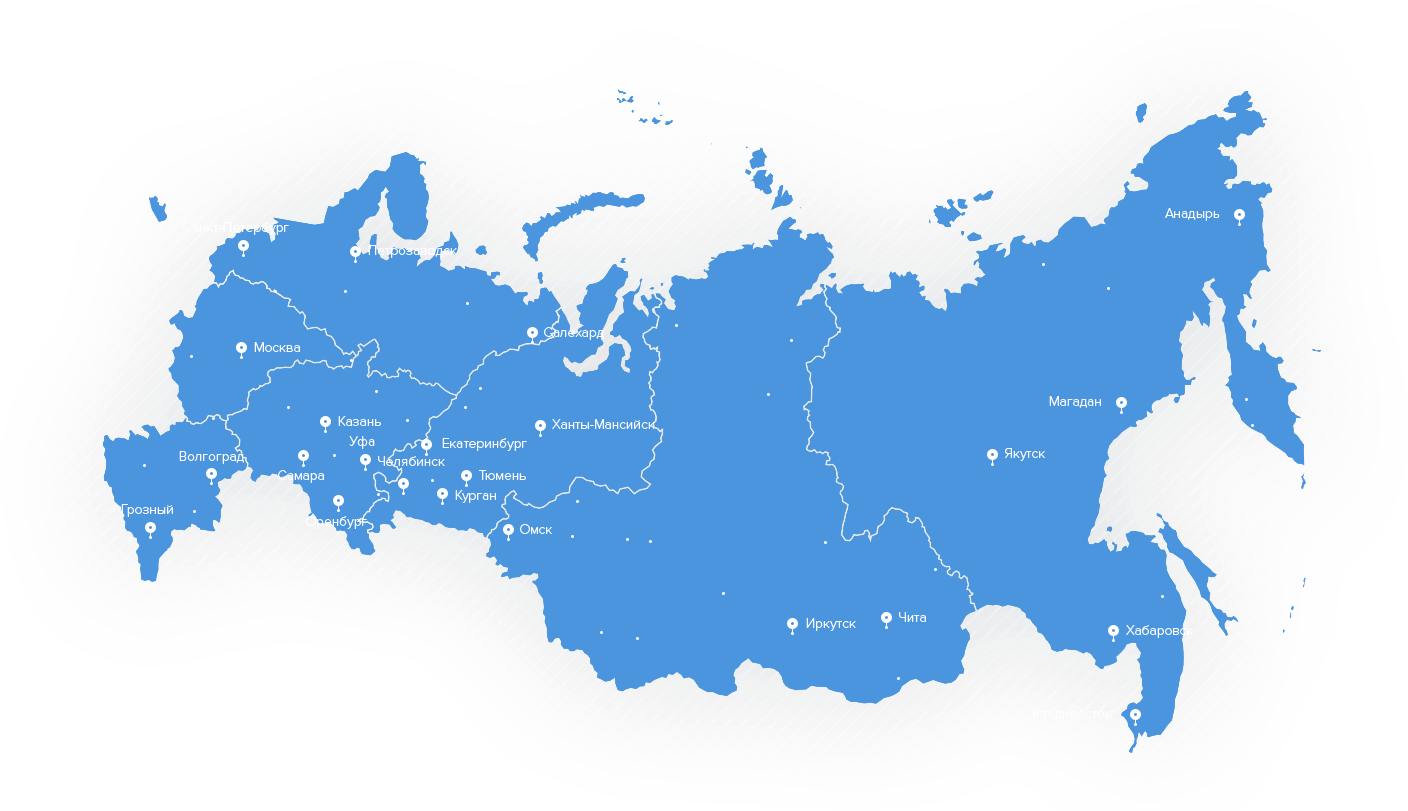 Анадырь
Санкт-Петербург
Петрозаводск
Салехард
Москва
Магадан
Казань
Ханты-Мансийск
Уфа
Екатеринбург
Волгоград
Челябинск
Якутск
Самара
Тюмень
Курган
Грозный
Оренбург
Омск
Чита
Иркутск
Хабаровск
Владивосток